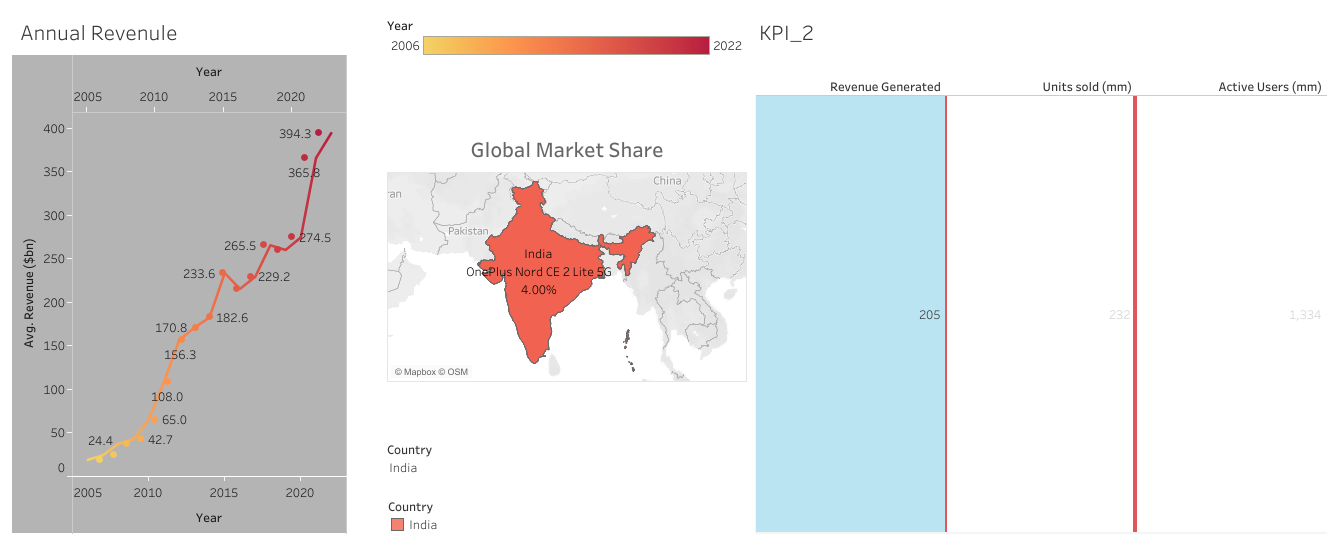 Annual Revenule
Year
2005 2010 2015 2020
400
350
300
250
200
150
100
50
0
Avg. Revenue ($bn)
394.3
365.8
274.5
265.5
229.2
233.6
182.6
170.8
156.3
108.0
65.0
42.7
24.4
2005 2010 2015 2020
Year
Year
2006 2022
Global Market Share
China
ran
Pakistan
India
OnePlus Nord CE 2 Lite 5G
4.00%
© Mapbox © OSM
Country
India
Country
India
KPI_2
Revenue Generated Units sold (mm) Active Users (mm)
205 232 1,334